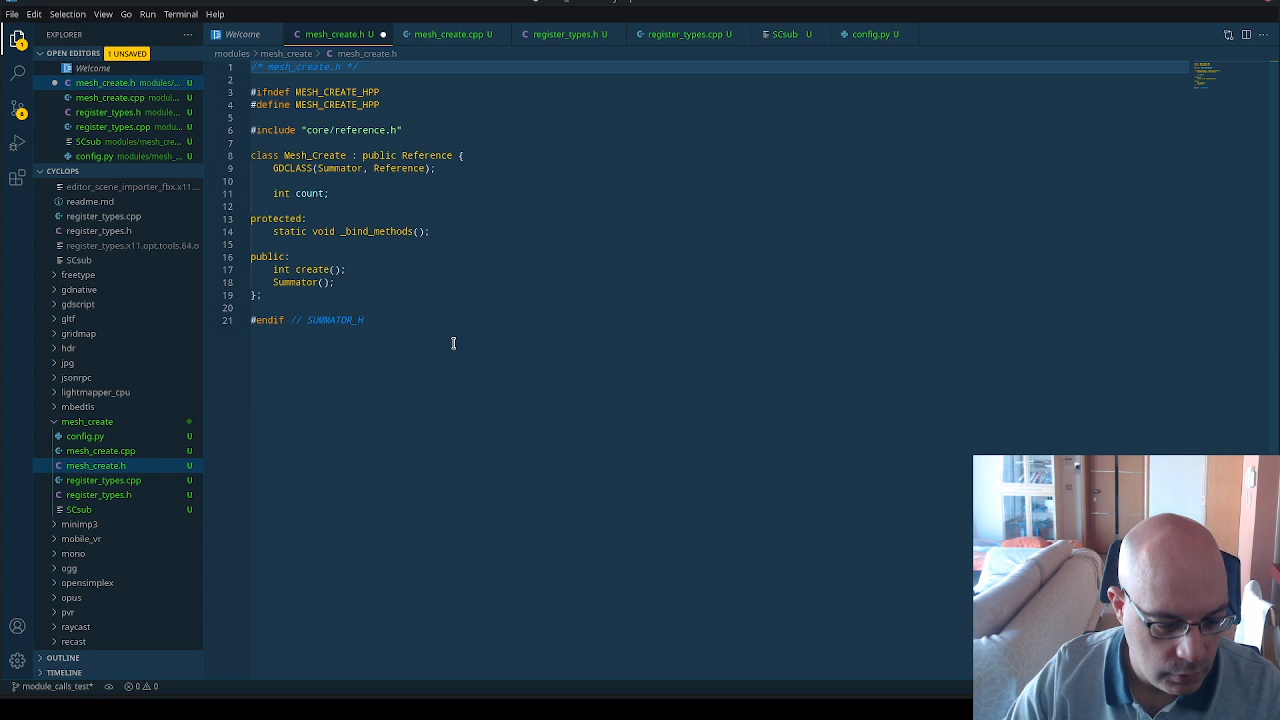 File Edit Selection View Go Run Terminal Help
EXPLORER ···
Welcome mesh_create.h U mesh_create.cpp U register_types.h U register_types.cpp U SCsub U config.py U
OPEN EDITORS 1 UNSAVED
modules > mesh_create > mesh_create.h
Welcome
mesh_create.h modules/... U
mesh_create.cpp modul... U
register_types.h module... U
register_types.cpp modu... U
SCsub modules/mesh_cre... U
config.py modules/mesh_... U
CYCLOPS
editor_scene_importer_fbx.x11....
readme.md
register_types.cpp
register_types.h
register_types.x11.opt.tools.64.o
SCsub
freetype
gdnative
gdscript
gltf
gridmap
hdr
jpg
jsonrpc
lightmapper_cpu
mbedtls
mesh_create
config.py U
mesh_create.cpp U
mesh_create.h U
register_types.cpp U
register_types.h U
SCsub U
minimp3
mobile_vr
mono
ogg
opensimplex
opus
pvr
raycast
recast
OUTLINE
TIMELINE
1 /* mesh_create.h */
2
3 #ifndef MESH_CREATE_HPP
4 #define MESH_CREATE_HPP
5
6 #include "core/reference.h"
7
8 class Mesh_Create : public Reference {
9 GDCLASS(Summator, Reference);
10
11 int count;
12
13 protected:
14 static void _bind_methods();
15
16 public:
17 int create();
18 Summator();
19 };
20
21 #endif // SUMMATOR_H
1
6
module_calls_test* 0 0